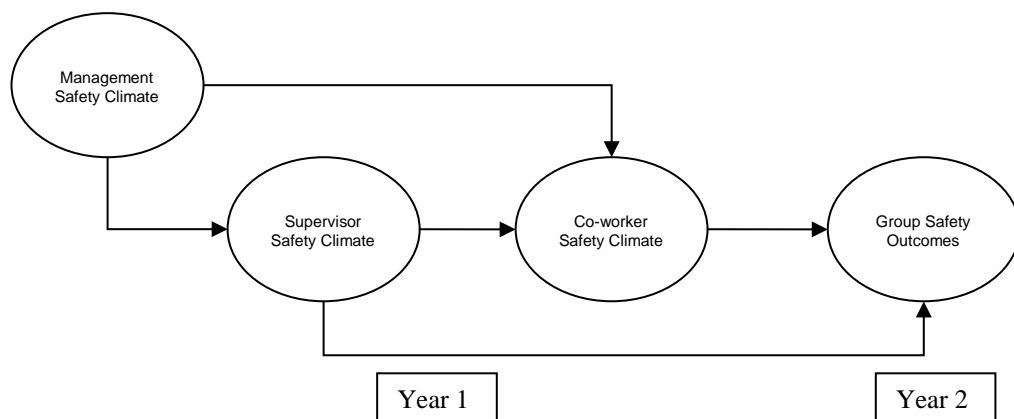 Management
Safety Climate
Supervisor
Safety Climate
Co-worker
Safety Climate
Group Safety
Outcomes
Year 1
Year 2